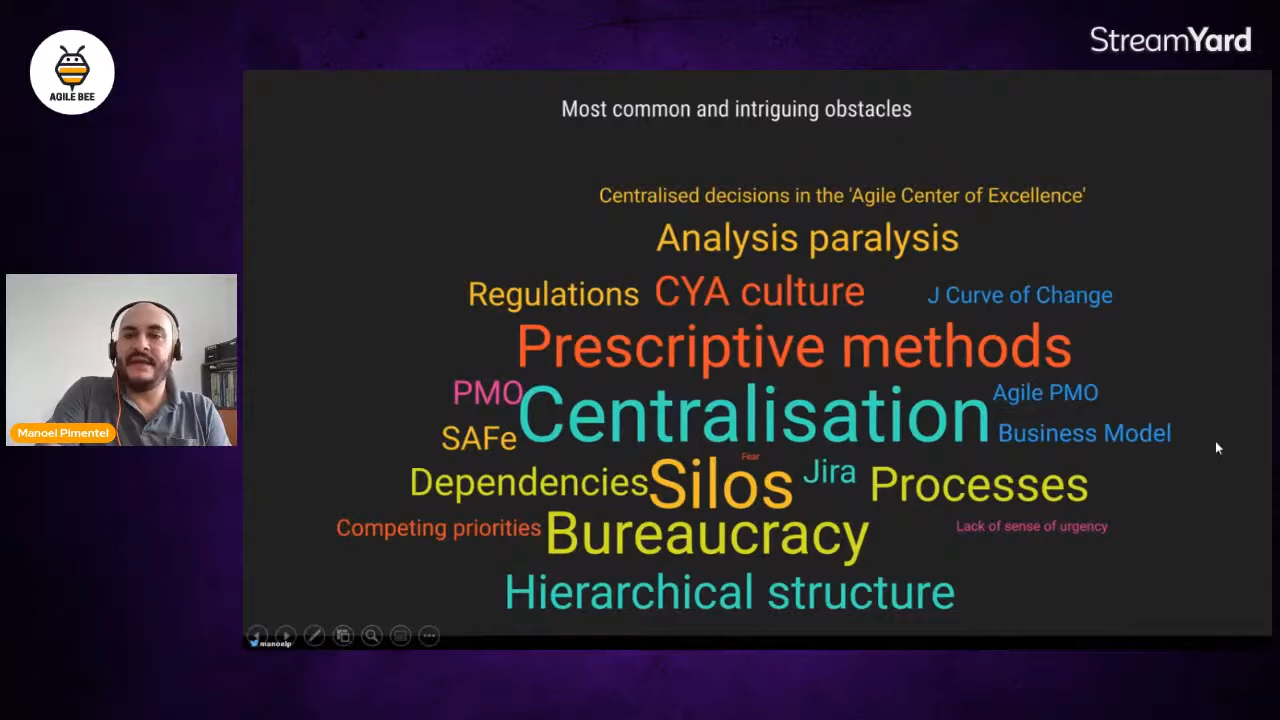 AGILE BEE
StreamYard
Most common and intriguing obstacles
Centralised decisions in the 'Agile Center of Excellence'
Analysis paralysis
Regulations
CYA culture
J Curve of Change
Prescriptive methods
PMO
Centralisation
Agile PMO
SAFe
Business Model
Fear
Dependencies
Silos
Jira
Processes
Competing priorities
Bureaucracy
Lack of sense of urgency
Hierarchical structure
Manoel Pimentel
manoelp